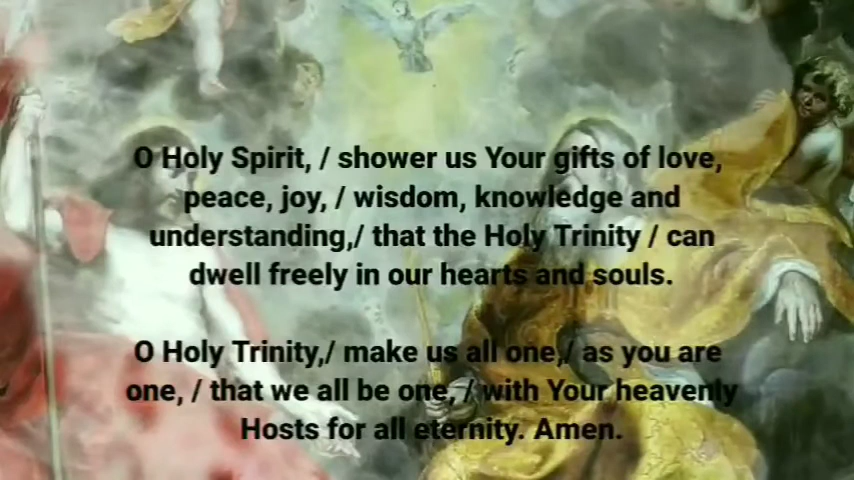 O Holy Spirit, / shower us Your gifts of love,
peace, joy, / wisdom, knowledge and
understanding,/ that the Holy Trinity / can
dwell freely in our hearts and souls.
O Holy Trinity,/ make us all one,/ as you are
one, / that we all be one, / with Your heavenly
Hosts for all eternity. Amen.